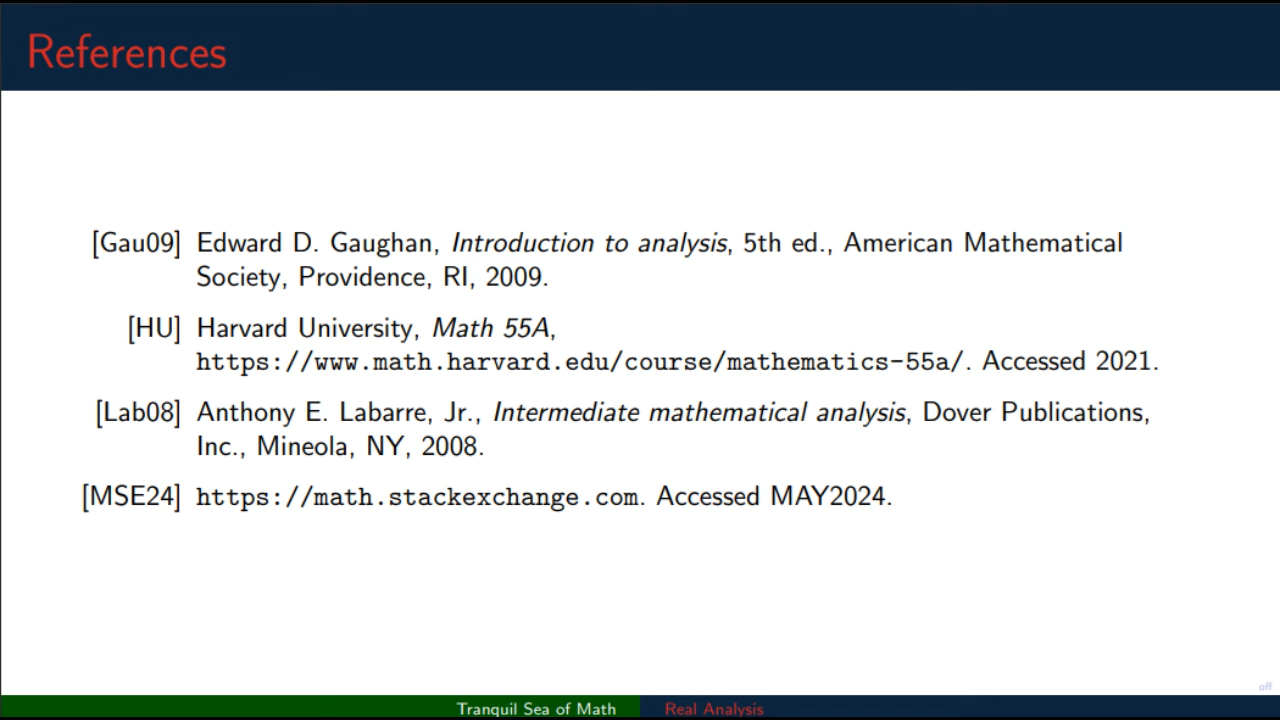 References
[Gau09] Edward D. Gaughan, Introduction to analysis, 5th ed., American Mathematical
Society, Providence, RI, 2009.
[HU] Harvard University, Math 55A,
https://www.math.harvard.edu/course/mathematics-55a/. Accessed 2021.
[Lab08] Anthony E. Labarre, Jr., Intermediate mathematical analysis, Dover Publications,
Inc., Mineola, NY, 2008.
[MSE24] https://math.stackexchange.com. Accessed MAY2024.
off
Tranquil Sea of Math Real Analysis